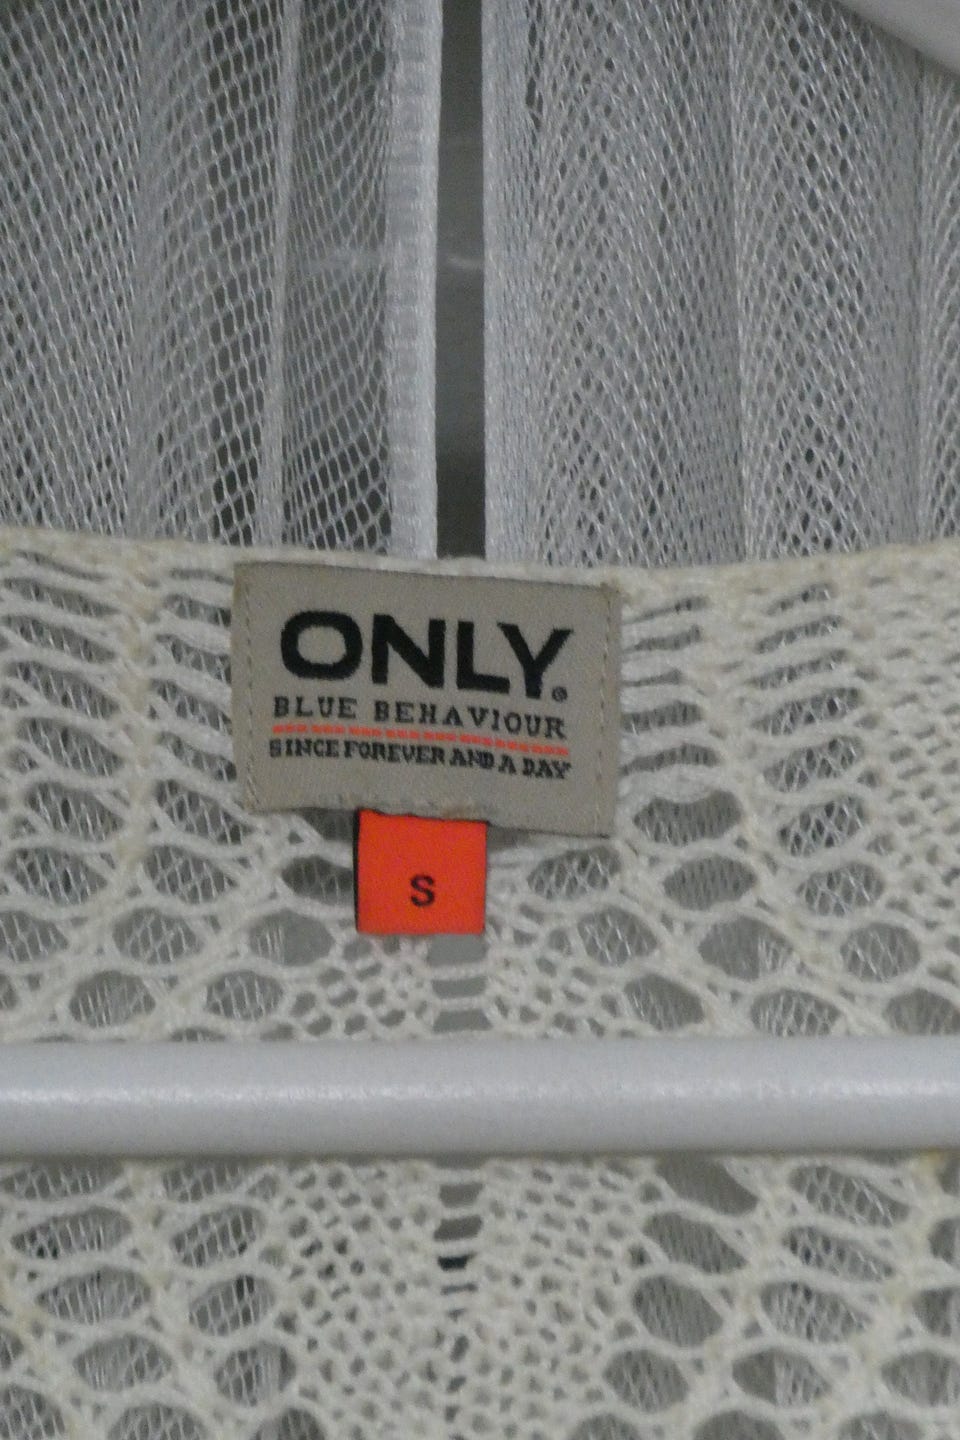 ONLY®
BLUE BEHAVIOUR
SINCE FOREVER AND A DAY
S